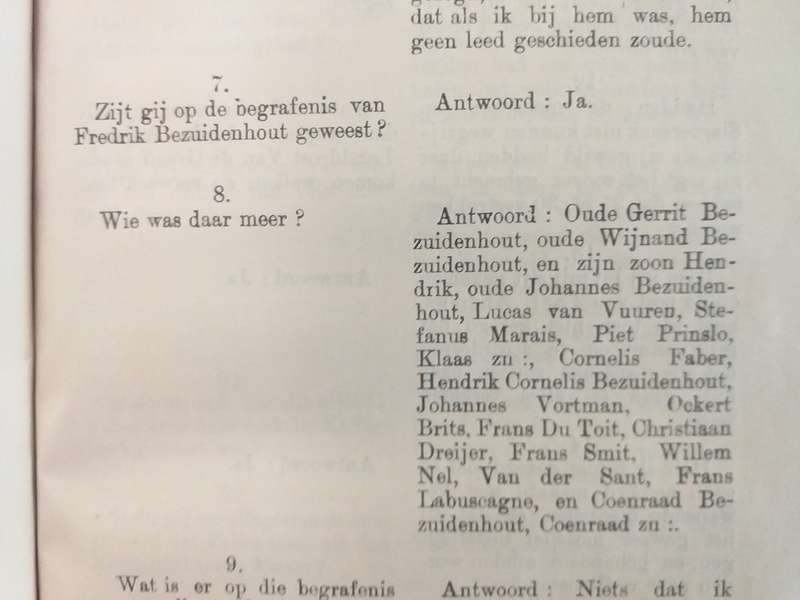 dat als ik bij hem was, hem
geen leed geschieden zoude.
7.
Zijt gij op de begrafenis van
Fredrik Bezuidenhout geweest ?
Antwoord : Ja.
8.
Wie was daar meer ?
Antwoord : Oude Gerrit Be-
zuidenhout, oude Wijnand Be-
zuidenhout, en zijn zoon Hen-
drik, oude Johannes Bezuiden-
hout, Lucas van Vuuren, Ste-
fanus Marais, Piet Prinslo,
Klaas zn :, Cornelis Faber,
Hendrik Cornelis Bezuidenhout,
Johannes Vortman, Ockert
Brits, Frans Du Toit, Christiaan
Dreijer, Frans Smit, Willem
Nel, Van der Sant, Frans
Labuscagne, en Coenraad Be-
zuidenhout, Coenraad zn :.
9.
Wat is er op die begrafenis
Antwoord : Niets dat ik